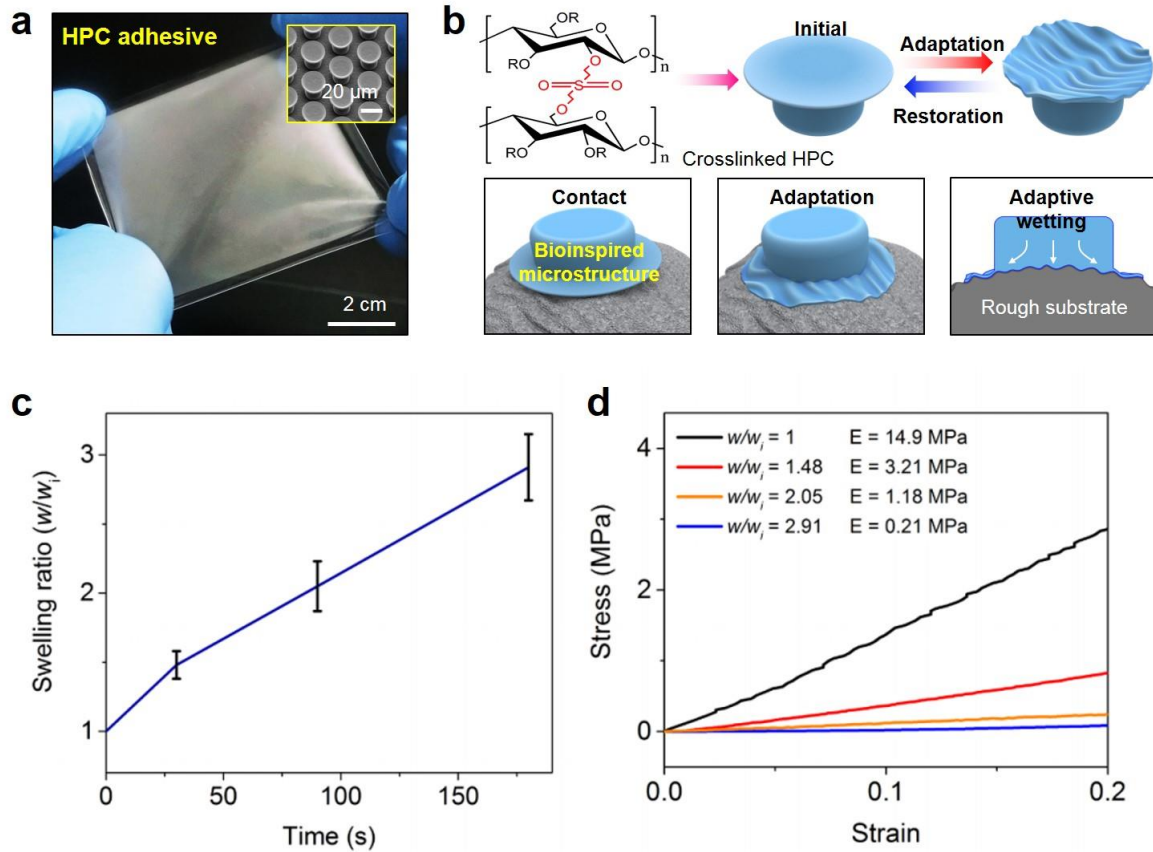 a
HPC adhesive
20 µm
2 cm
b
OR
O
O
RO
O
n
O
O S O
O
O
O
O
RO
OR
n
Crosslinked HPC
Initial
Adaptation
Restoration
Contact
Bioinspired
microstructure
Adaptation
Adaptive
wetting
Rough substrate
c
Swelling ratio (w/wi)
3
2
1
0 50 100 150
Time (s)
d
Stress (MPa)
4
2
0
w/wi = 1 E = 14.9 MPa
w/wi = 1.48 E = 3.21 MPa
w/wi = 2.05 E = 1.18 MPa
w/wi = 2.91 E = 0.21 MPa
0.0 0.1 0.2
Strain